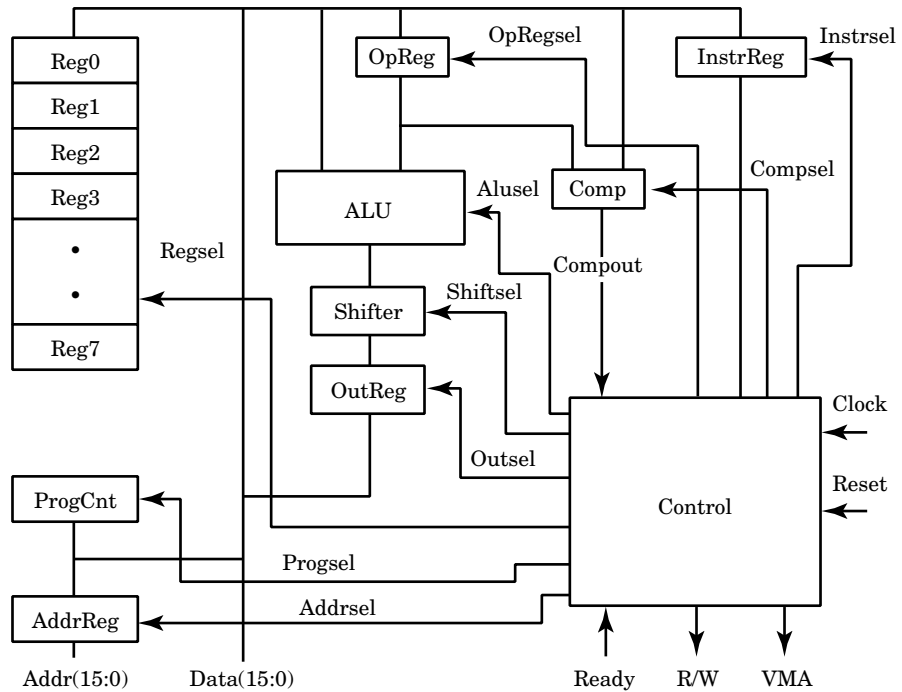 OpRegsel
Instrsel
Reg0
OpReg
InstrReg
Reg1
Reg2
Compsel
Reg3
ALU
Alusel
Comp
Regsel
Compout
Shifter
Shiftsel
Reg7
OutReg
Clock
Outsel
Reset
ProgCnt
Control
Progsel
AddrReg
Addrsel
Addr(15:0)
Data(15:0)
Ready
R/W
VMA